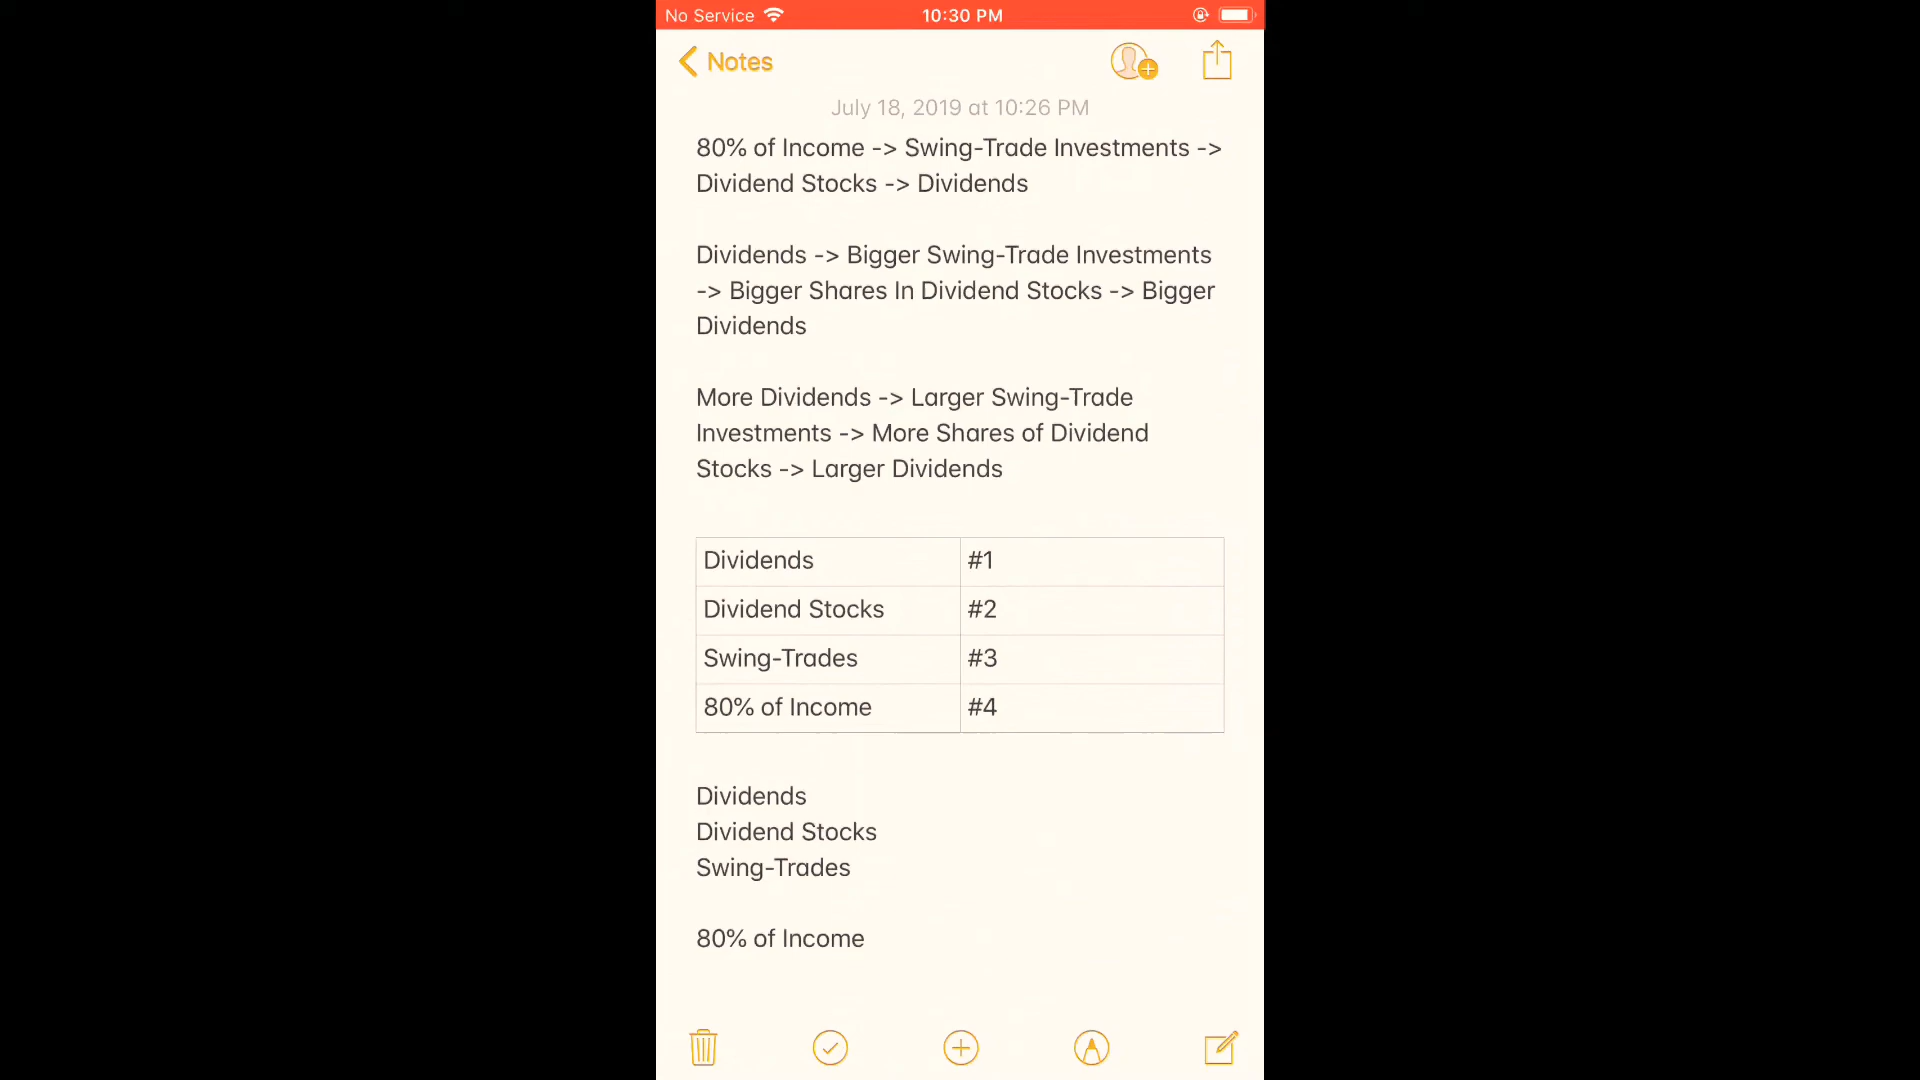 No Service
10:30 PM
Notes
July 18, 2019 at 10:26 PM
80% of Income -> Swing-Trade Investments ->
Dividend Stocks -> Dividends
Dividends -> Bigger Swing-Trade Investments
-> Bigger Shares In Dividend Stocks -> Bigger
Dividends
More Dividends -> Larger Swing-Trade
Investments -> More Shares of Dividend
Stocks -> Larger Dividends
Dividends #1
Dividend Stocks #2
Swing-Trades #3
80% of Income #4
Dividends
Dividend Stocks
Swing-Trades
80% of Income